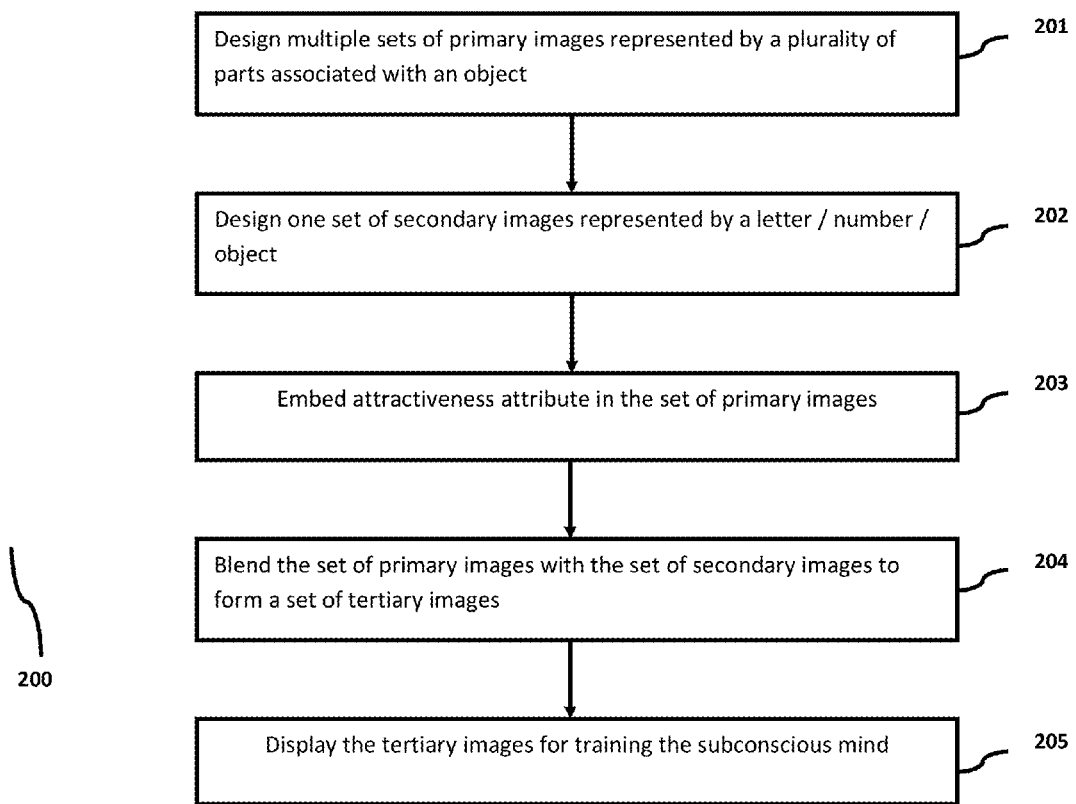 Design multiple sets of primary images represented by a plurality of
parts associated with an object
201
Design one set of secondary images represented by a letter / number /
object
202
Embed attractiveness attribute in the set of primary images
203
Blend the set of primary images with the set of secondary images to
form a set of tertiary images
204
200
Display the tertiary images for training the subconscious mind
205